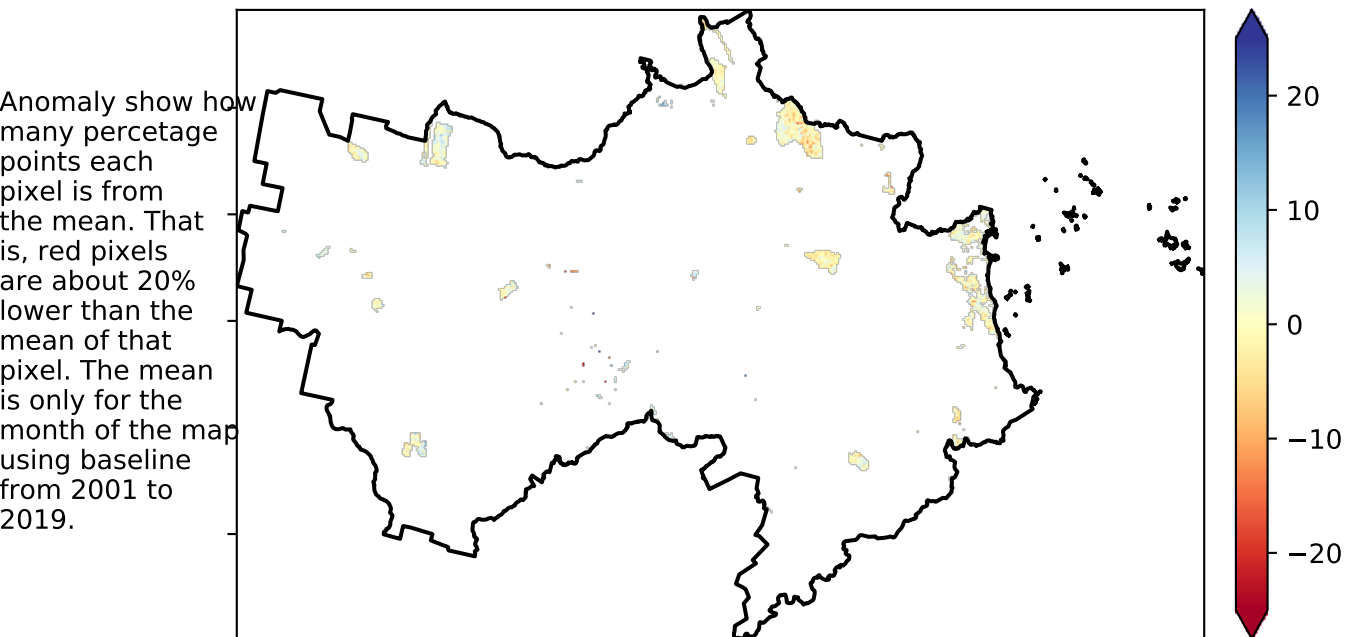 Anomaly show how
many percetage
points each
pixel is from
the mean. That
is, red pixels
are about 20%
lower than the
mean of that
pixel. The mean
is only for the
month of the map
using baseline
from 2001 to
2019.
20
10
0
−10
−20